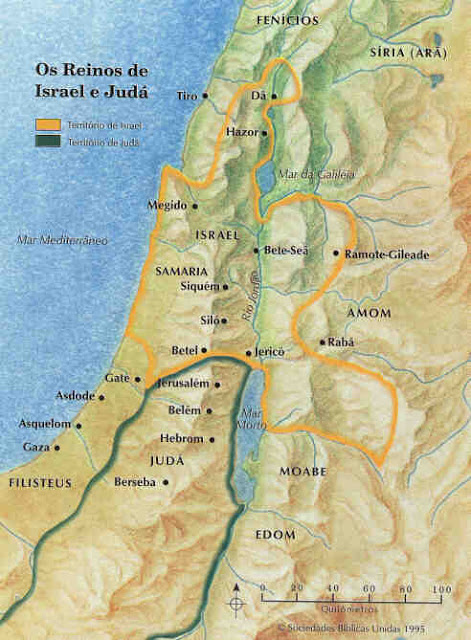 FENÍCIOS
SÍRIA (ARÃ)
Os Reinos de
Israel e Judá
Tiro
Dã
Território de Israel
Território de Judá
Hazor
Mar da Galiléia
Megido
ISRAEL
Mar Mediterrâneo
Bete-Seã
Ramote-Gileade
SAMARIA
Siquém
Rio Jordão
Siló
AMOM
Betel
Jericó
Rabá
Gate
Jerusalém
Asdode
Belém
Mar
Morto
Asquelom
Hebrom
Gaza
JUDÁ
MOABE
FILISTEUS
Berseba
EDOM
0 20 40 60 80 100
Quilómetros
© Sociedades Bíblicas Unidas 1995